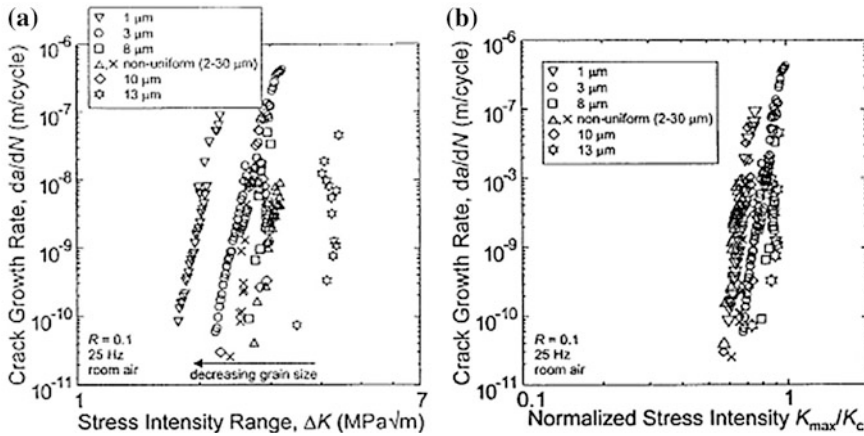 (a)
▽ 1 μm
○ 3 μm
□ 8 μm
△,× non-uniform (2-30 μm)
◇ 10 μm
✡ 13 μm
Crack Growth Rate, da/dN (m/cycle)
10⁻⁶
10⁻⁷
10⁻⁸
10⁻⁹
10⁻¹⁰
10⁻¹¹
R = 0.1
25 Hz
room air
decreasing grain size
1
7
Stress Intensity Range, ΔK (MPa√m)
(b)
▽ 1 μm
○ 3 μm
□ 8 μm
△,× non-uniform (2-30 μm)
◇ 10 μm
✡ 13 μm
Crack Growth Rate, da/dN (m/cycle)
10⁻⁶
10⁻⁷
10⁻³
10⁻⁹
10⁻¹⁰
10⁻¹¹
R = 0.1
25 Hz
room air
0.1
1
Normalized Stress Intensity Kmax/Kc